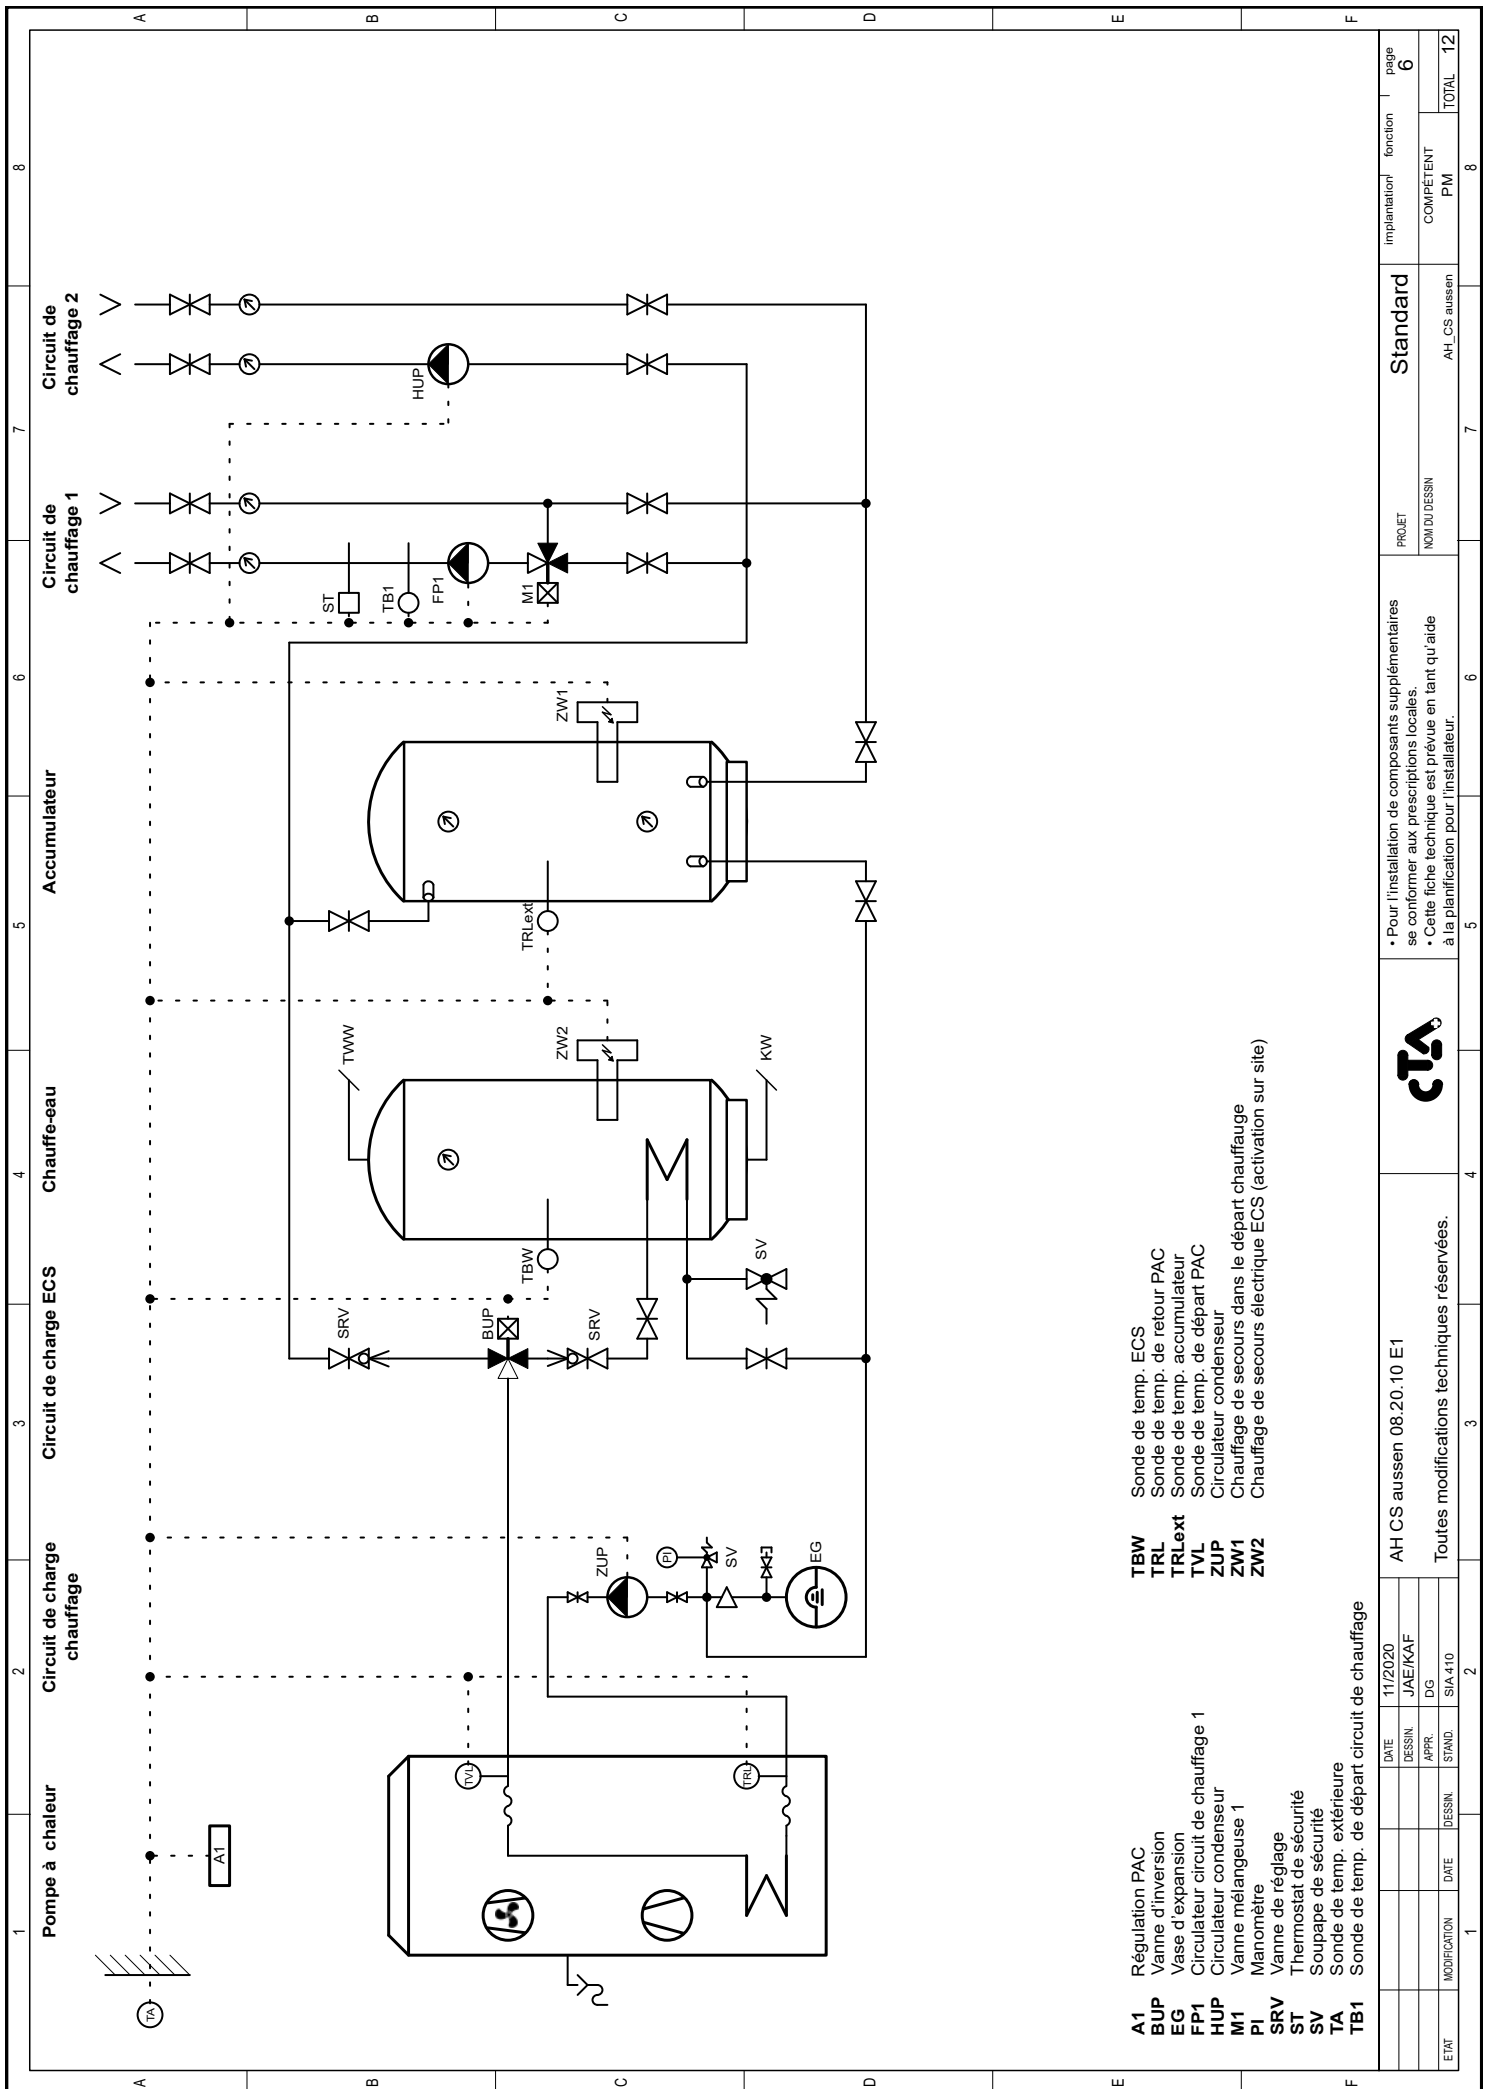 1 2 3 4 5 6 7 8
A
B
C
D
E
F
A
B
C
D
E
F
Pompe à chaleur
Circuit de charge
chauffage
Circuit de charge ECS
Chauffe-eau
Accumulateur
Circuit de
chauffage 1
Circuit de
chauffage 2
TA
A1
TVL
TRL
ZUP
PI
SV
EG
SRV
BUP
SRV
TBW
SV
TWW
ZW2
KW
TRLext
ZW1
ST
TB1
FP1
M1
HUP
A1 Régulation PAC
BUP Vanne d'inversion
EG Vase d'expansion
FP1 Circulateur circuit de chauffage 1
HUP Circulateur condenseur
M1 Vanne mélangeuse 1
PI Manomètre
SRV Vanne de réglage
ST Thermostat de sécurité
SV Soupape de sécurité
TA Sonde de temp. extérieure
TB1 Sonde de temp. de départ circuit de chauffage
TBW Sonde de temp. ECS
TRL Sonde de temp. de retour PAC
TRLext Sonde de temp. accumulateur
TVL Sonde de temp. de départ PAC
ZUP Circulateur condenseur
ZW1 Chauffage de secours dans le départ chauffauge
ZW2 Chauffage de secours électrique ECS (activation sur site)
ETAT MODIFICATION DATE DESSIN.
DATE 11/2020
DESSIN. JAE/KAF
APPR. DG
STAND. SIA 410
AH CS aussen 08.20.10 E1
Toutes modifications techniques réservées.
CTA
• Pour l'installation de composants supplémentaires
se conformer aux prescriptions locales.
• Cette fiche technique est prévue en tant qu'aide
à la planification pour l'installateur.
PROJET Standard
NOM DU DESSIN AH_CS aussen
implantation fonction page
6
COMPÉTENT
PM
TOTAL 12
1 2 3 4 5 6 7 8